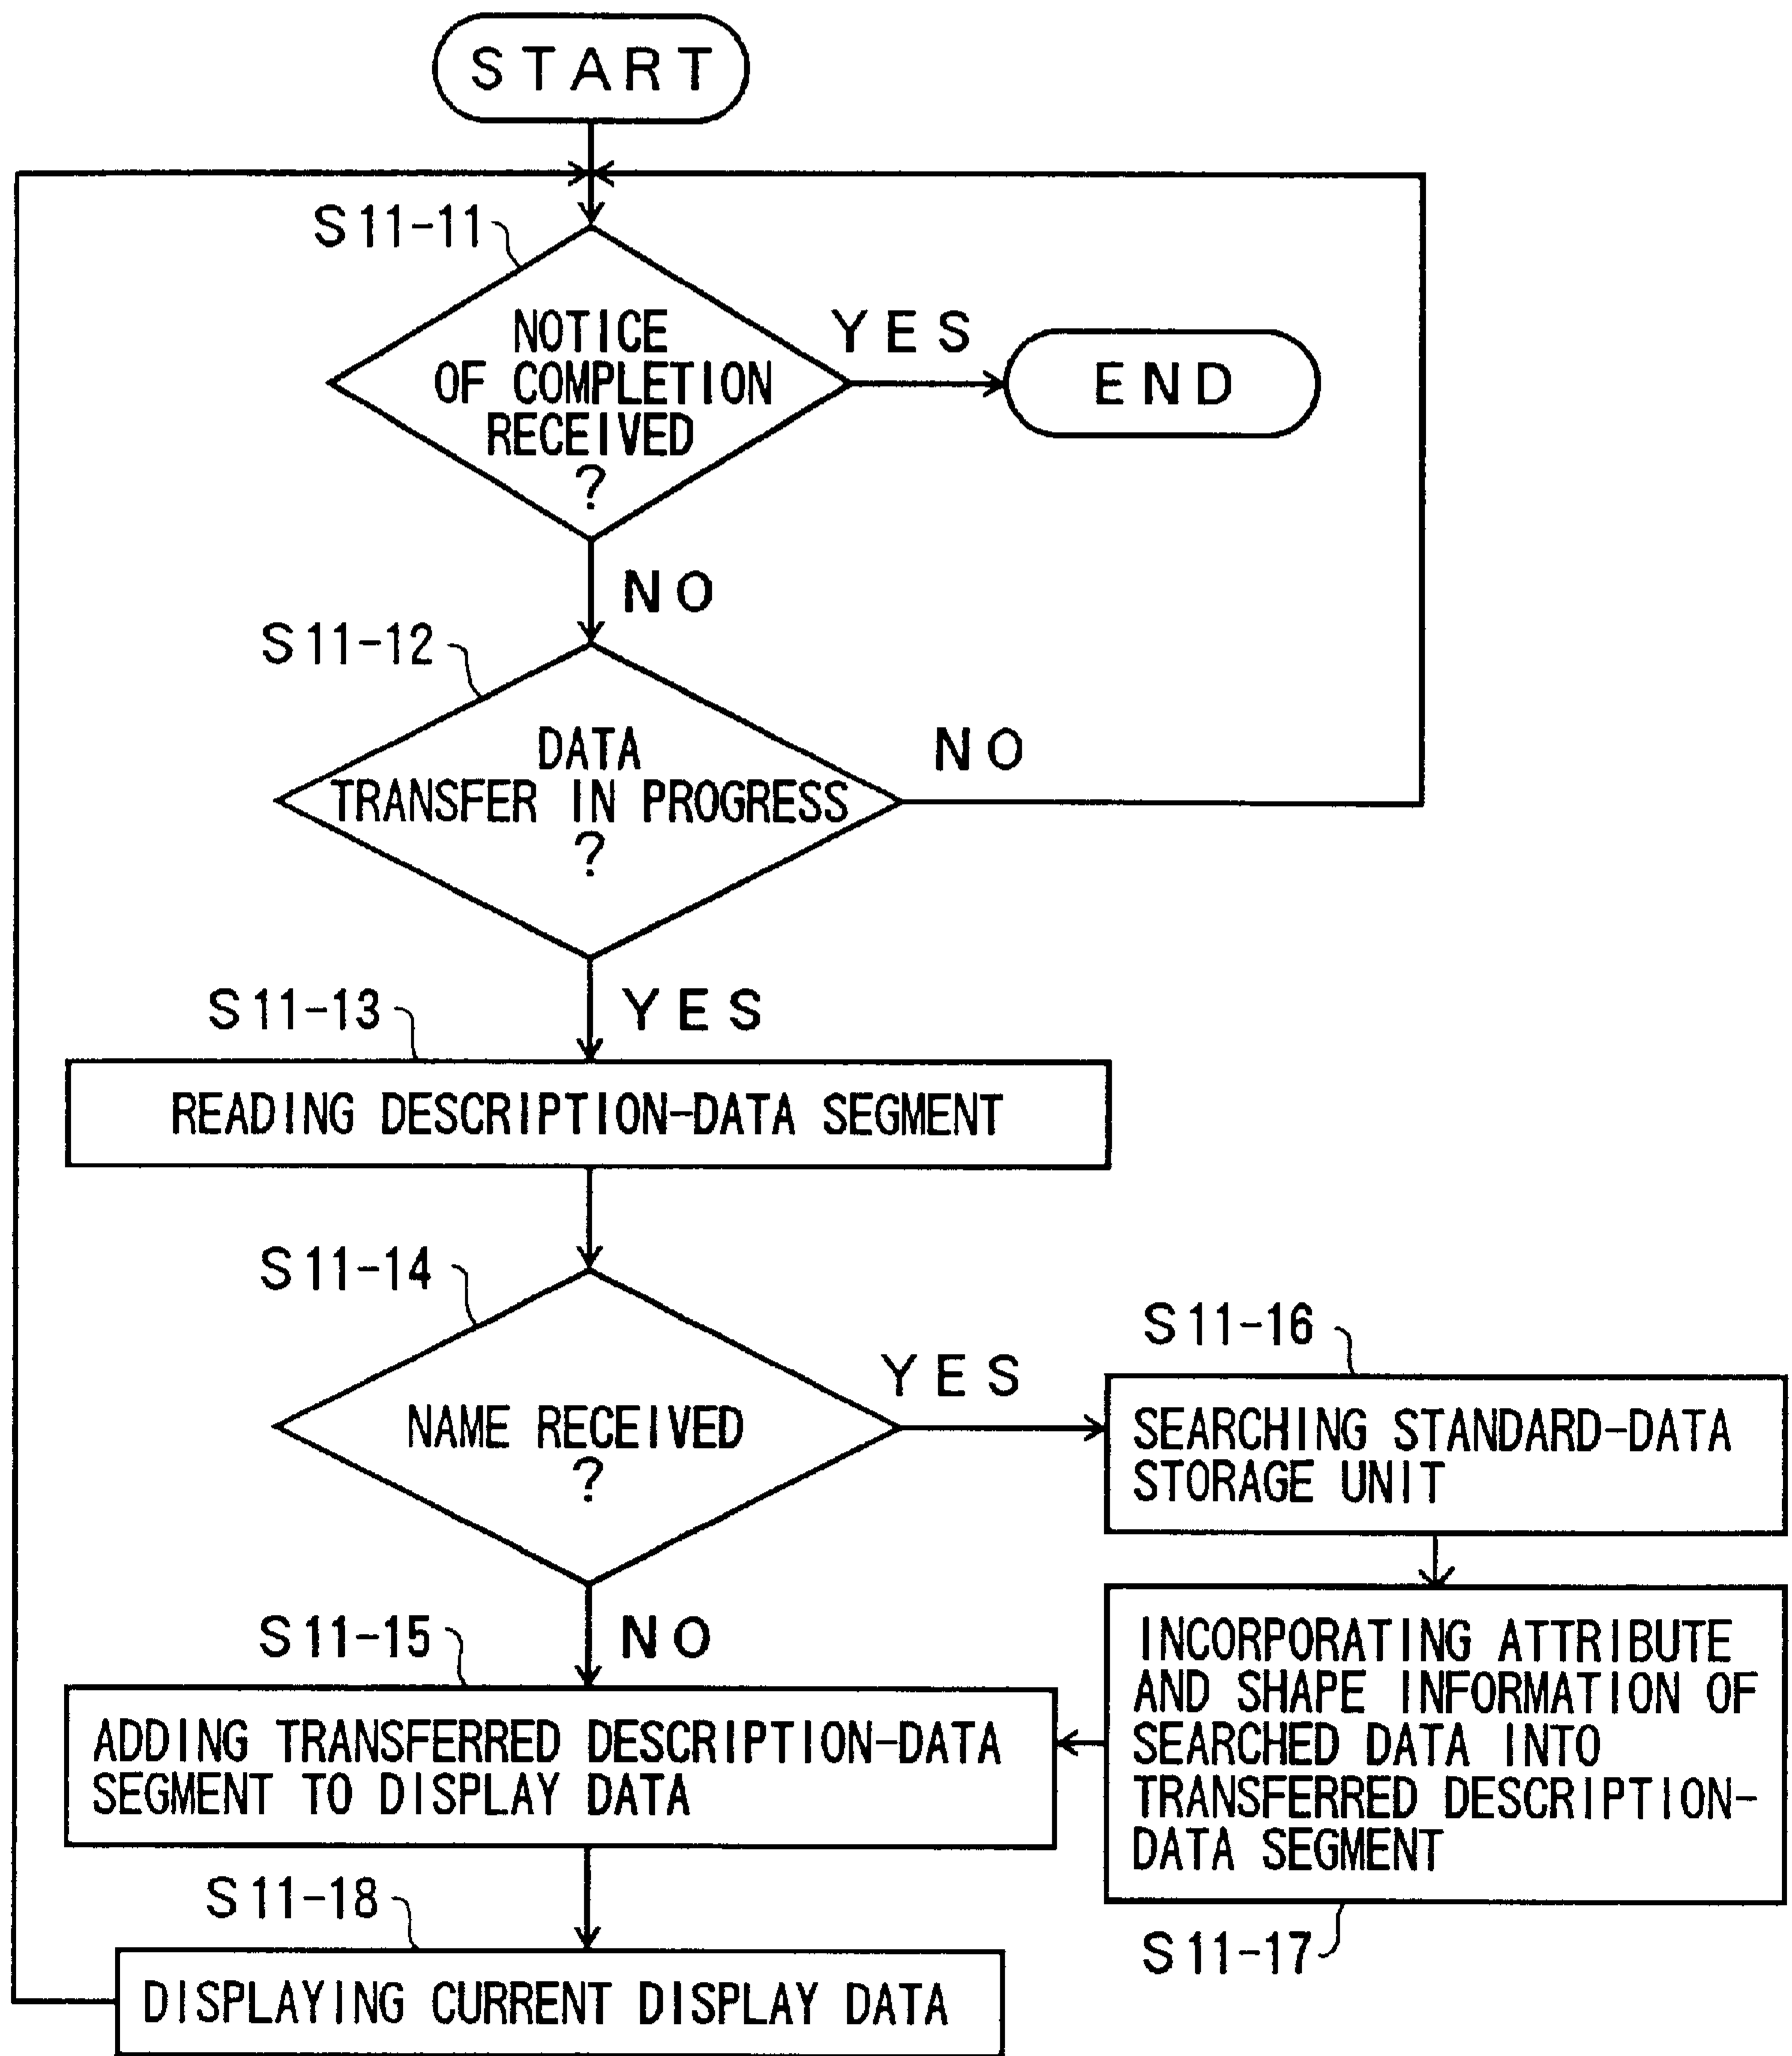 START
S11-11
NOTICE
OF COMPLETION
RECEIVED
?
YES
END
NO
S11-12
DATA
TRANSFER IN PROGRESS
?
NO
YES
S11-13
READING DESCRIPTION-DATA SEGMENT
S11-14
NAME RECEIVED
?
YES
S11-16
SEARCHING STANDARD-DATA
STORAGE UNIT
NO
S11-15
ADDING TRANSFERRED DESCRIPTION-DATA
SEGMENT TO DISPLAY DATA
INCORPORATING ATTRIBUTE
AND SHAPE INFORMATION OF
SEARCHED DATA INTO
TRANSFERRED DESCRIPTION-
DATA SEGMENT
S11-17
S11-18
DISPLAYING CURRENT DISPLAY DATA